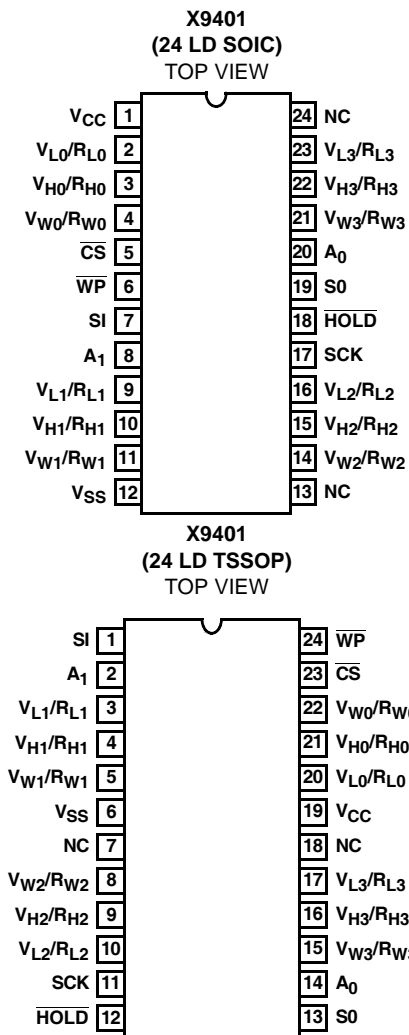 X9401
(24 LD SOIC)
TOP VIEW
VCC 1 24 NC
VL0/RL0 2 23 VL3/RL3
VH0/RH0 3 22 VH3/RH3
VW0/RW0 4 21 VW3/RW3
CS 5 20 A0
WP 6 19 S0
SI 7 18 HOLD
A1 8 17 SCK
VL1/RL1 9 16 VL2/RL2
VH1/RH1 10 15 VH2/RH2
VW1/RW1 11 14 VW2/RW2
VSS 12 13 NC
X9401
(24 LD TSSOP)
TOP VIEW
SI 1 24 WP
A1 2 23 CS
VL1/RL1 3 22 VW0/RW0
VH1/RH1 4 21 VH0/RH0
VW1/RW1 5 20 VL0/RL0
VSS 6 19 VCC
NC 7 18 NC
VW2/RW2 8 17 VL3/RL3
VH2/RH2 9 16 VH3/RH3
VL2/RL2 10 15 VW3/RW3
SCK 11 14 A0
HOLD 12 13 S0